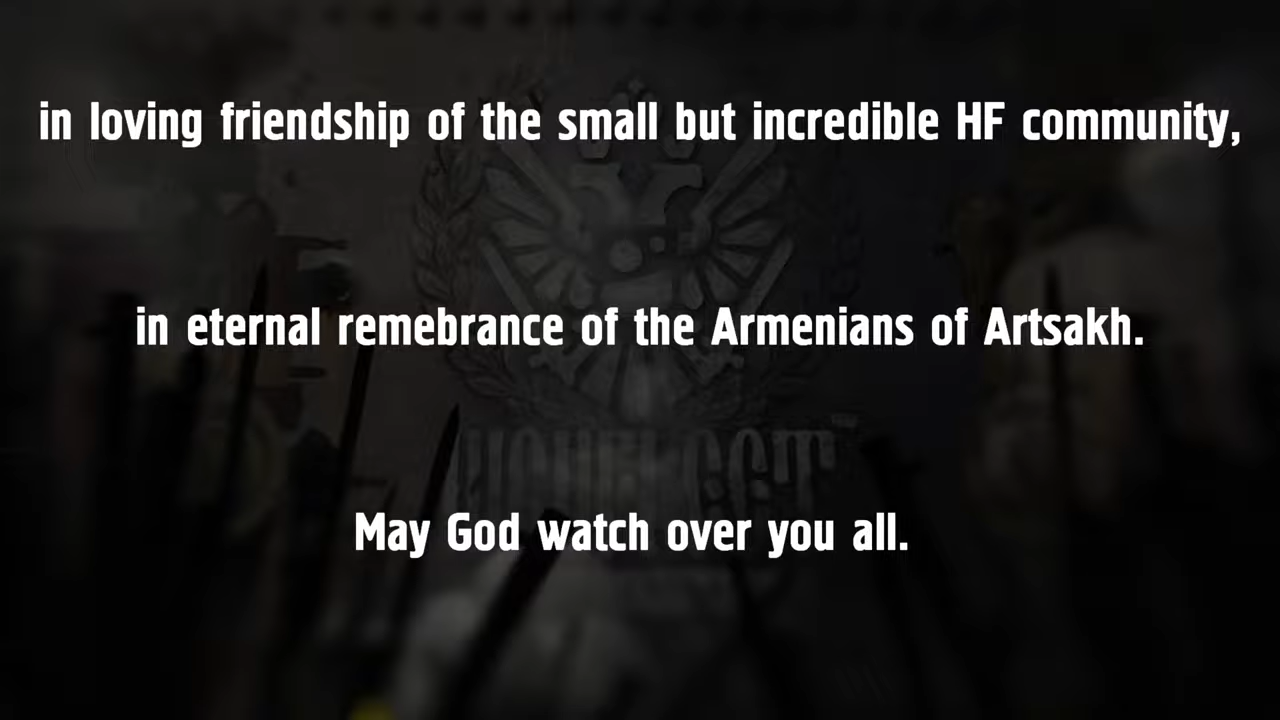 in loving friendship of the small but incredible HF community,
in eternal remebrance of the Armenians of Artsakh.
May God watch over you all.